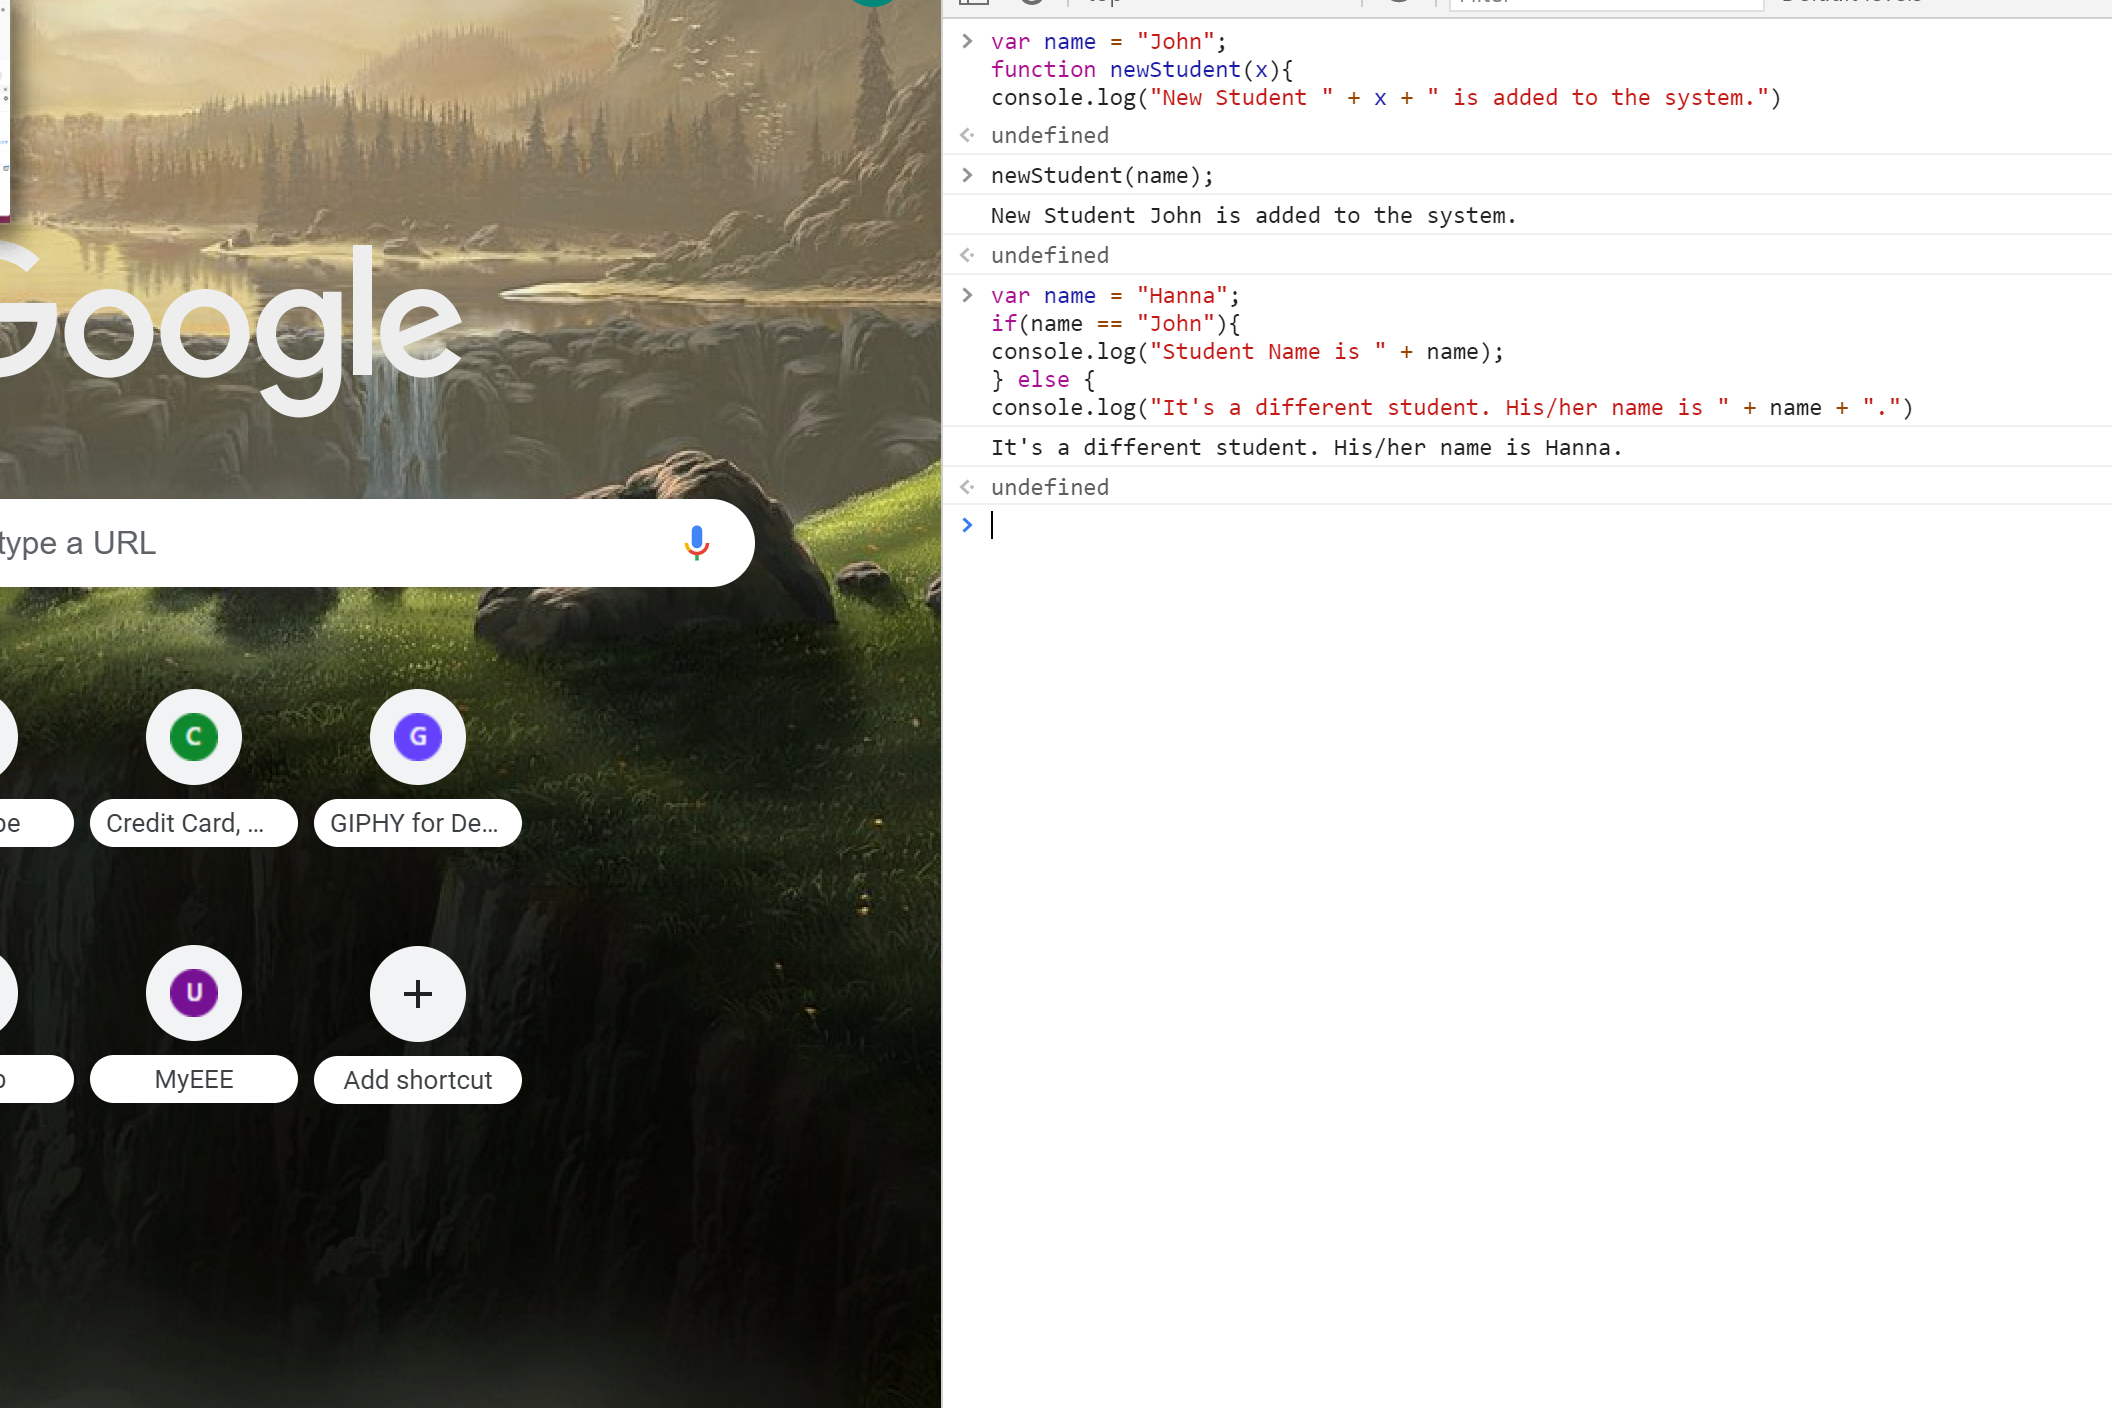 Google
type a URL
C
G
Credit Card, ...
GIPHY for De...
U
MyEEE
Add shortcut
> var name = "John";
function newStudent(x){
console.log("New Student " + x + " is added to the system.")
undefined
> newStudent(name);
New Student John is added to the system.
undefined
> var name = "Hanna";
if(name == "John"){
console.log("Student Name is " + name);
} else {
console.log("It's a different student. His/her name is " + name + ".")
It's a different student. His/her name is Hanna.
undefined
>